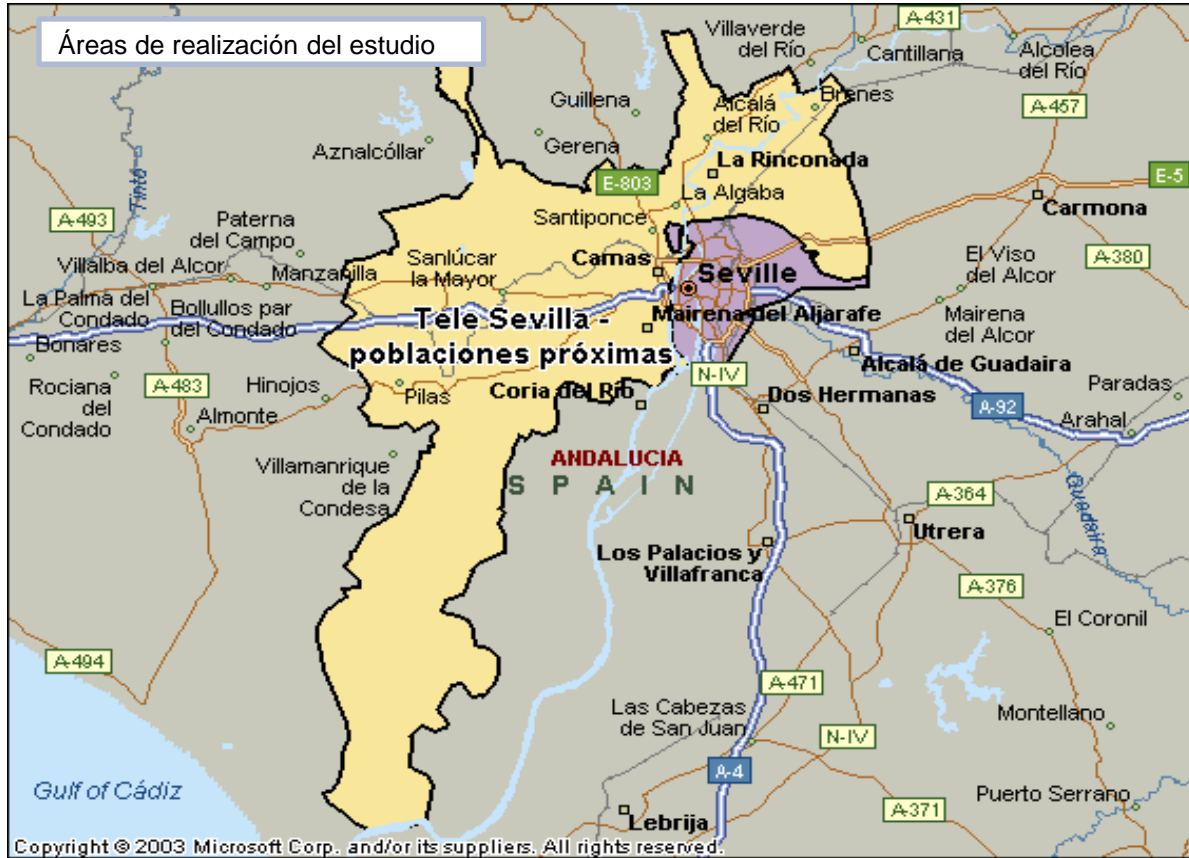 Áreas de realización del estudio
A-431
Villaverde
del Río
Cantillana
Alcolea
del Río
Guillena
Alcalá
del Río
Brenes
A-457
Gerena
Aznalcóllar
La Rinconada
E-803
E-5
La Algaba
Carmona
A-493
Tinto
Paterna
del Campo
Santiponce
El Viso
del Alcor
A-380
Villalba del Alcor
Manzanilla
Sanlúcar
la Mayor
Camas
Seville
La Palma del
Condado
Bollullos par
del Condado
Tele Sevilla -
poblaciones próximas
Mairena del Aljarafe
Mairena
del Alcor
Bonares
Alcalá de Guadaira
Rociana
del
Condado
A-483
Hinojos
Pilas
Coria del Río
N-IV
Dos Hermanas
Paradas
A-92
Almonte
Arahal
Villamanrique
de la
Condesa
ANDALUCIA
SPAIN
Guadaira
A-364
Utrera
Los Palacios y
Villafranca
A-376
El Coronil
A-494
A-471
Las Cabezas
de San Juan
N-IV
Montellano
A-4
Gulf of Cádiz
Puerto Serrano
A-371
Lebrija
Copyright © 2003 Microsoft Corp. and/or its suppliers. All rights reserved.